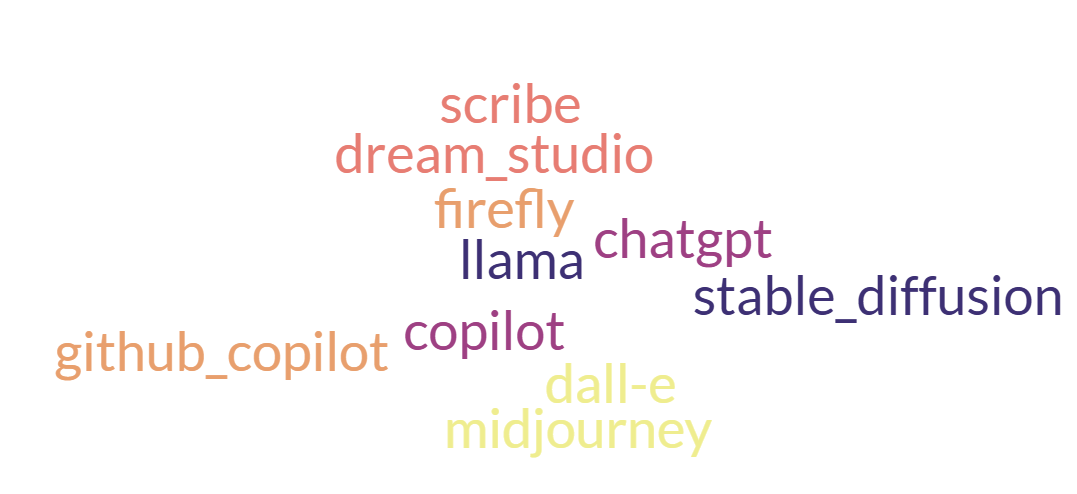 scribe
dream_studio
firefly
chatgpt
llama
stable_diffusion
copilot
github_copilot
dall-e
midjourney